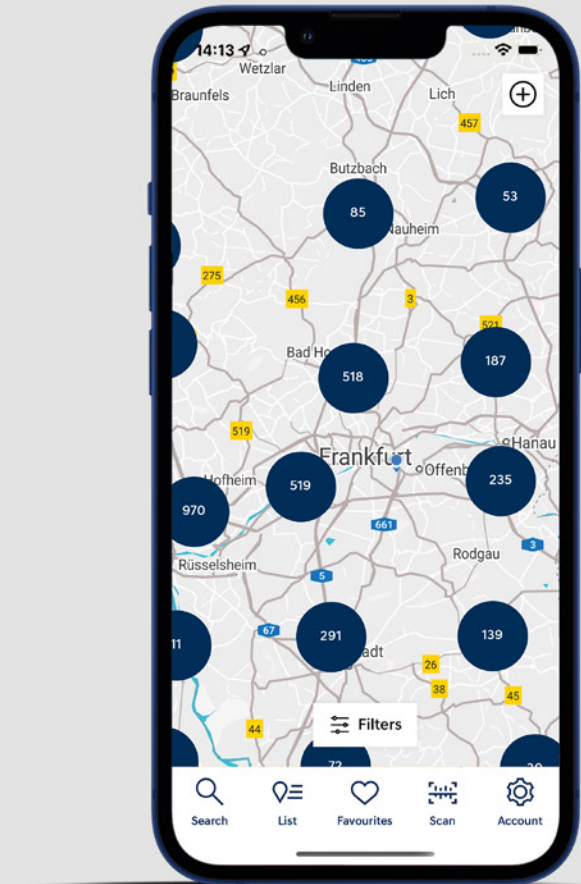 14:13
Wetzlar
Braunfels
Linden
Lich
457
Butzbach
85
53
Nauheim
275
456
3
521
Bad Ho
518
187
519
Frankfurt
Hanau
Offenb
Hofheim
519
235
970
661
3
Rüsselsheim
Rodgau
5
67
11
291
139
adt
26
38
45
44
Filters
72
20
Search
List
Favourites
Scan
Account